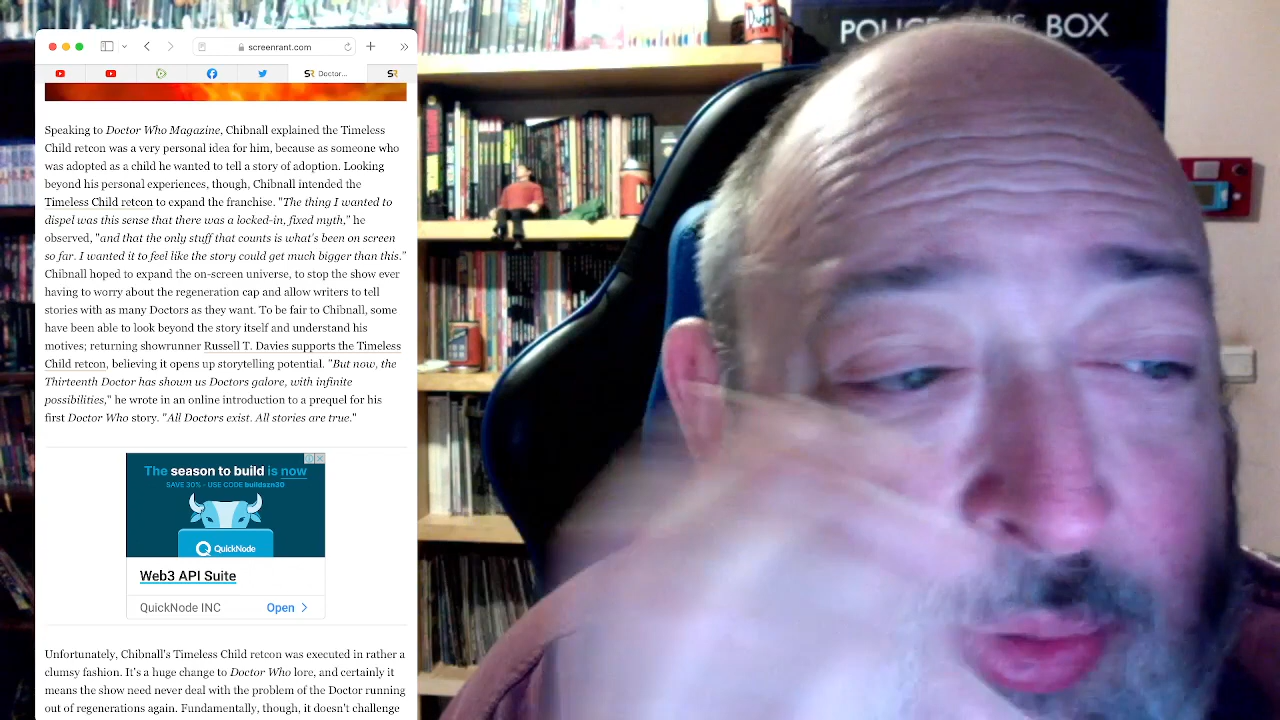 screenrant.com
Doctor...
Speaking to Doctor Who Magazine, Chibnall explained the Timeless
Child retcon was a very personal idea for him, because as someone who
was adopted as a child he wanted to tell a story of adoption. Looking
beyond his personal experiences, though, Chibnall intended the
Timeless Child retcon to expand the franchise. "The thing I wanted to
dispel was this sense that there was a locked-in, fixed myth," he
observed, "and that the only stuff that counts is what's been on screen
so far. I wanted it to feel like the story could get much bigger than this."
Chibnall hoped to expand the on-screen universe, to stop the show ever
having to worry about the regeneration cap and allow writers to tell
stories with as many Doctors as they want. To be fair to Chibnall, some
have been able to look beyond the story itself and understand his
motives; returning showrunner Russell T. Davies supports the Timeless
Child retcon, believing it opens up storytelling potential. "But now, the
Thirteenth Doctor has shown us Doctors galore, with infinite
possibilities," he wrote in an online introduction to a prequel for his
first Doctor Who story. "All Doctors exist. All stories are true."
The season to build is now
SAVE 30% - USE CODE buildszn30
QuickNode
Web3 API Suite
QuickNode INC Open
Unfortunately, Chibnall's Timeless Child retcon was executed in rather a
clumsy fashion. It's a huge change to Doctor Who lore, and certainly it
means the show need never deal with the problem of the Doctor running
out of regenerations again. Fundamentally, though, it doesn't challenge
POLICE BOX
Duff